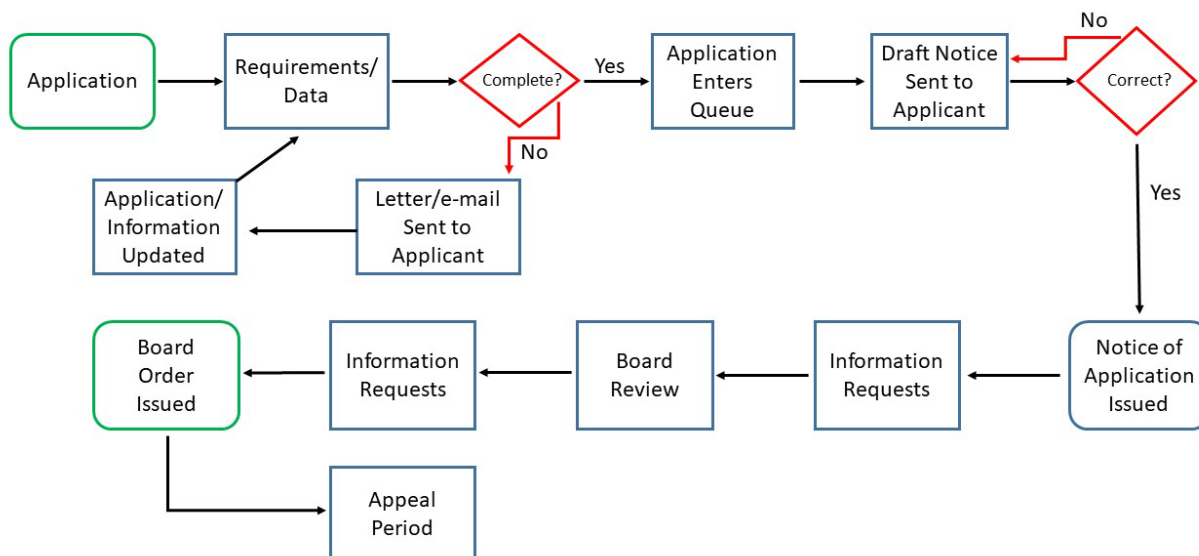 Application
Requirements/
Data
Complete?
Yes
No
Application
Enters
Queue
Draft Notice
Sent to
Applicant
No
Correct?
Yes
Letter/e-mail
Sent to
Applicant
Application/
Information
Updated
Notice of
Application
Issued
Information
Requests
Board
Review
Information
Requests
Board
Order
Issued
Appeal
Period